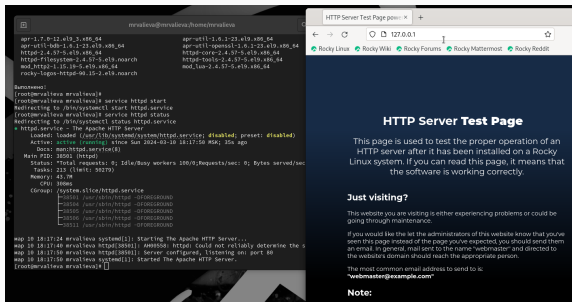 mrvalieve@mrvalieva:/home/mrvalieva
apr-1.7.0-12.el9_3.x86_64 apr-util-1.6.1-23.el9.x86_64
apr-util-bdb-1.6.1-23.el9.x86_64 apr-util-openssl-1.6.1-23.el9.x86_64
httpd-2.4.57-5.el9.x86_64 httpd-core-2.4.57-5.el9.x86_64
httpd-filesystem-2.4.57-5.el9.noarch httpd-tools-2.4.57-5.el9.x86_64
mod_http2-1.15.19-5.el9.x86_64 mod_lua-2.4.57-5.el9.x86_64
rocky-logos-httpd-90.15-2.el9.noarch
Выполнено!
[root@mrvalieva mrvalieva]#
[root@mrvalieva mrvalieva]# service httpd start
Redirecting to /bin/systemctl start httpd.service
[root@mrvalieva mrvalieva]# service httpd status
Redirecting to /bin/systemctl status httpd.service
● httpd.service - The Apache HTTP Server
Loaded: loaded (/usr/lib/systemd/system/httpd.service; disabled; preset: disabled)
Active: active (running) since Sun 2024-03-10 18:17:50 MSK; 35s ago
Docs: man:httpd.service(8)
Main PID: 38501 (httpd)
Status: "Total requests: 0; Idle/Busy workers 100/0;Requests/sec: 0; Bytes served/sec
Tasks: 213 (limit: 50279)
Memory: 43.7M
CPU: 508ms
CGroup: /system.slice/httpd.service
├─38501 /usr/sbin/httpd -DFOREGROUND
├─38504 /usr/sbin/httpd -DFOREGROUND
├─38505 /usr/sbin/httpd -DFOREGROUND
/usr/sbin/httpd -DFOREGROUND
└─38511 /usr/sbin/httpd -DFOREGROUND
мар 10 18:17:24 mrvalieva systemd[1]: Starting The Apache HTTP Server...
мар 10 18:17:40 mrvalieva httpd[38501]: AH00558: httpd: Could not reliably determine the s
мар 10 18:17:50 mrvalieva httpd[38501]: Server configured, listening on: port 80
мар 10 18:17:50 mrvalieva systemd[1]: Started The Apache HTTP Server.
[root@mrvalieva mrvalieva]#
HTTP Server Test Page power
127.0.0.1
Rocky Linux Rocky Wiki Rocky Forums Rocky Mattermost Rocky Reddit
HTTP Server Test Page
This page is used to test the proper operation of an
HTTP server after it has been installed on a Rocky
Linux system. If you can read this page, it means that
the software is working correctly.
Just visiting?
This website you are visiting is either experiencing problems or could be
going through maintenance.
If you would like the let the administrators of this website know that you've
seen this page instead of the page you've expected, you should send them
an email. In general, mail sent to the name "webmaster" and directed to
the website's domain should reach the appropriate person.
The most common email address to send to is:
"webmaster@example.com"
Note: